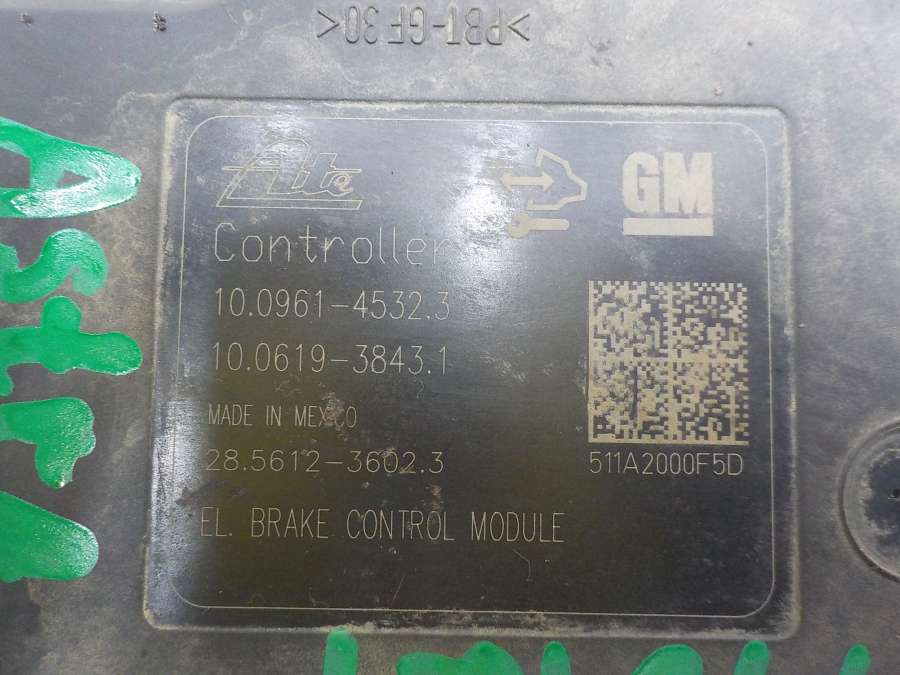 >PBT-GF30<
Ate
GM
Controller
10.0961-4532.3
10.0619-3843.1
MADE IN MEXICO
28.5612-3602.3
511A2000F5D
EL. BRAKE CONTROL MODULE
Astra